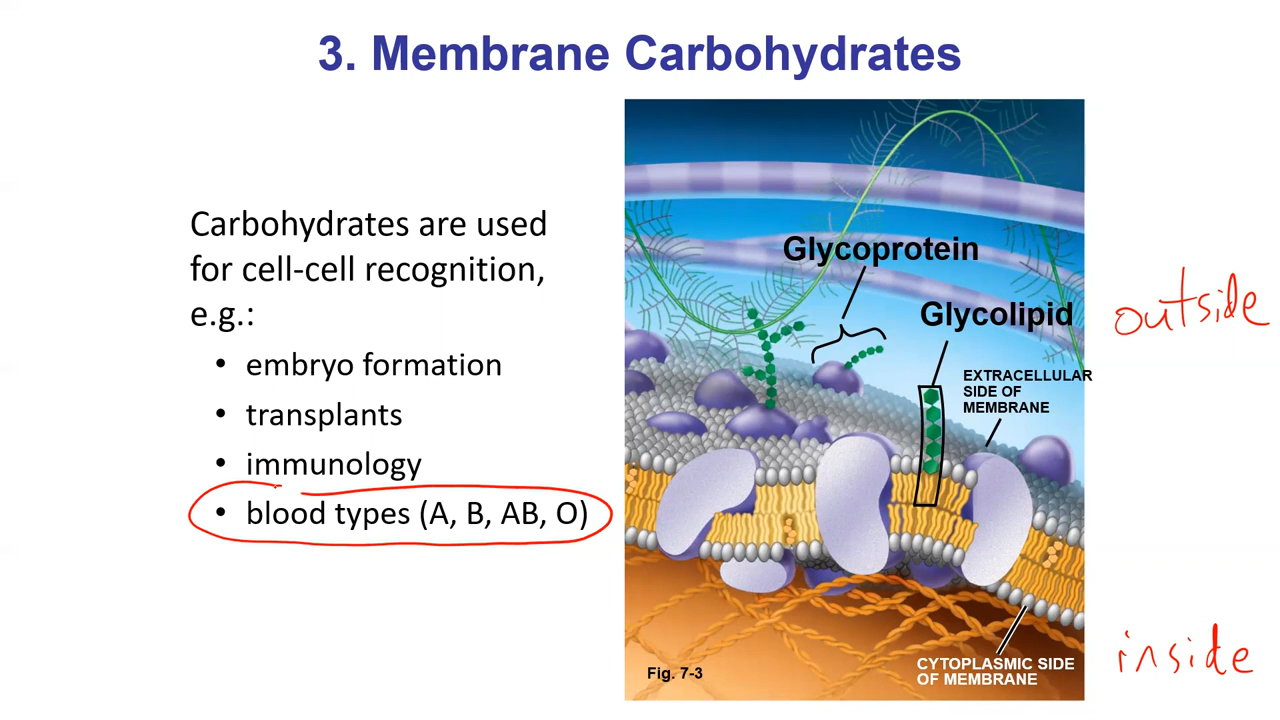 3. Membrane Carbohydrates
Carbohydrates are used
for cell-cell recognition,
e.g.:
• embryo formation
• transplants
• immunology
• blood types (A, B, AB, O)
Glycoprotein
Glycolipid
outside
EXTRACELLULAR
SIDE OF
MEMBRANE
inside
CYTOPLASMIC SIDE
OF MEMBRANE
Fig. 7-3